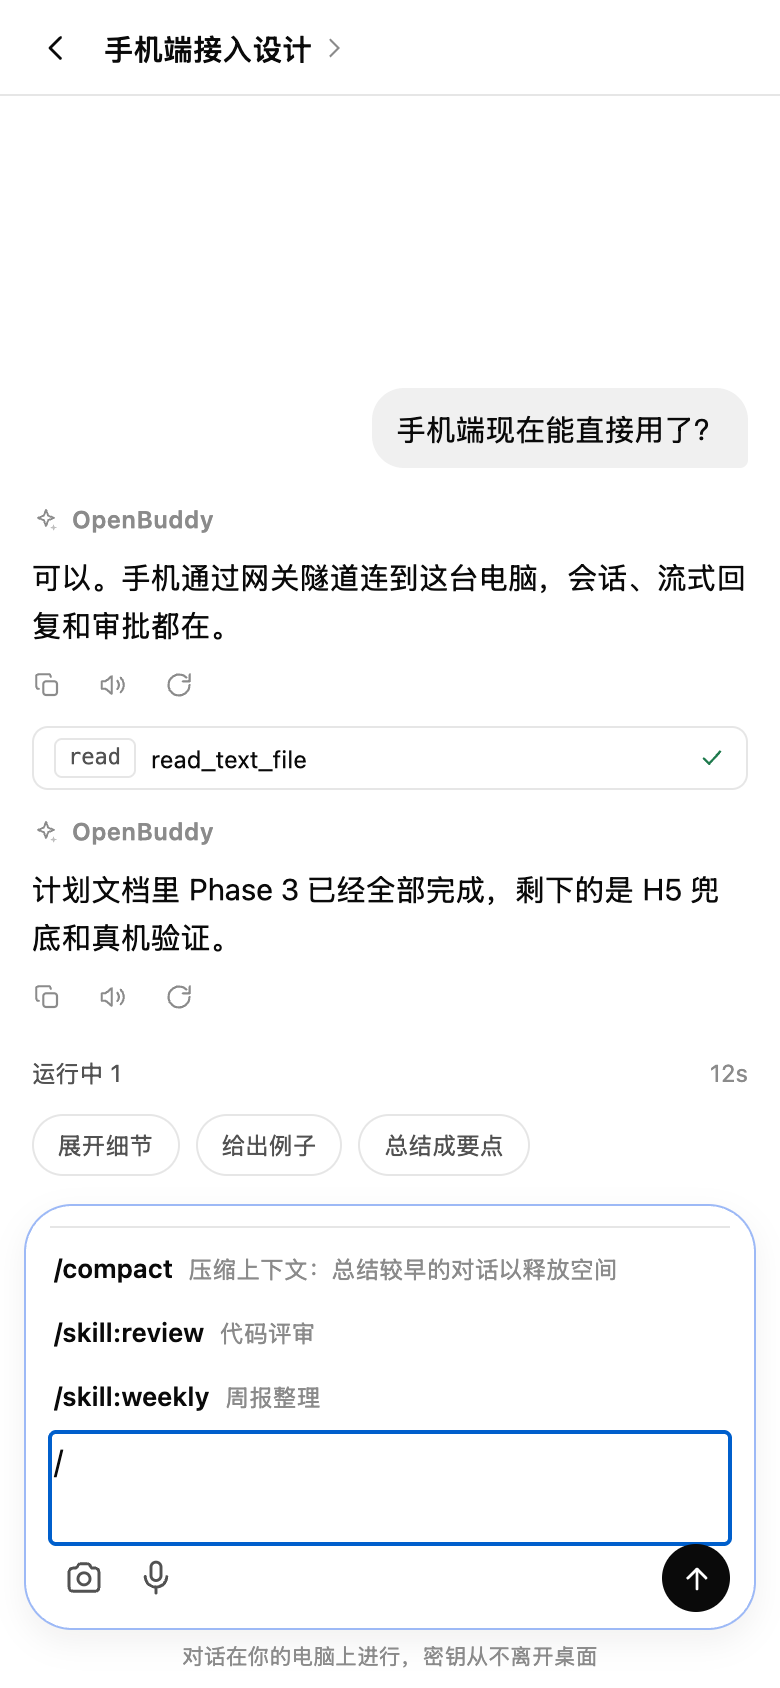 手机端接入设计
手机端现在能直接用了？
OpenBuddy
可以。手机通过网关隧道连到这台电脑，会话、流式回
复和审批都在。
read read_text_file
OpenBuddy
计划文档里 Phase 3 已经全部完成，剩下的是 H5 兜
底和真机验证。
运行中 1 12s
展开细节 给出例子 总结成要点
/compact 压缩上下文：总结较早的对话以释放空间
/skill:review 代码评审
/skill:weekly 周报整理
/
对话在你的电脑上进行，密钥从不离开桌面